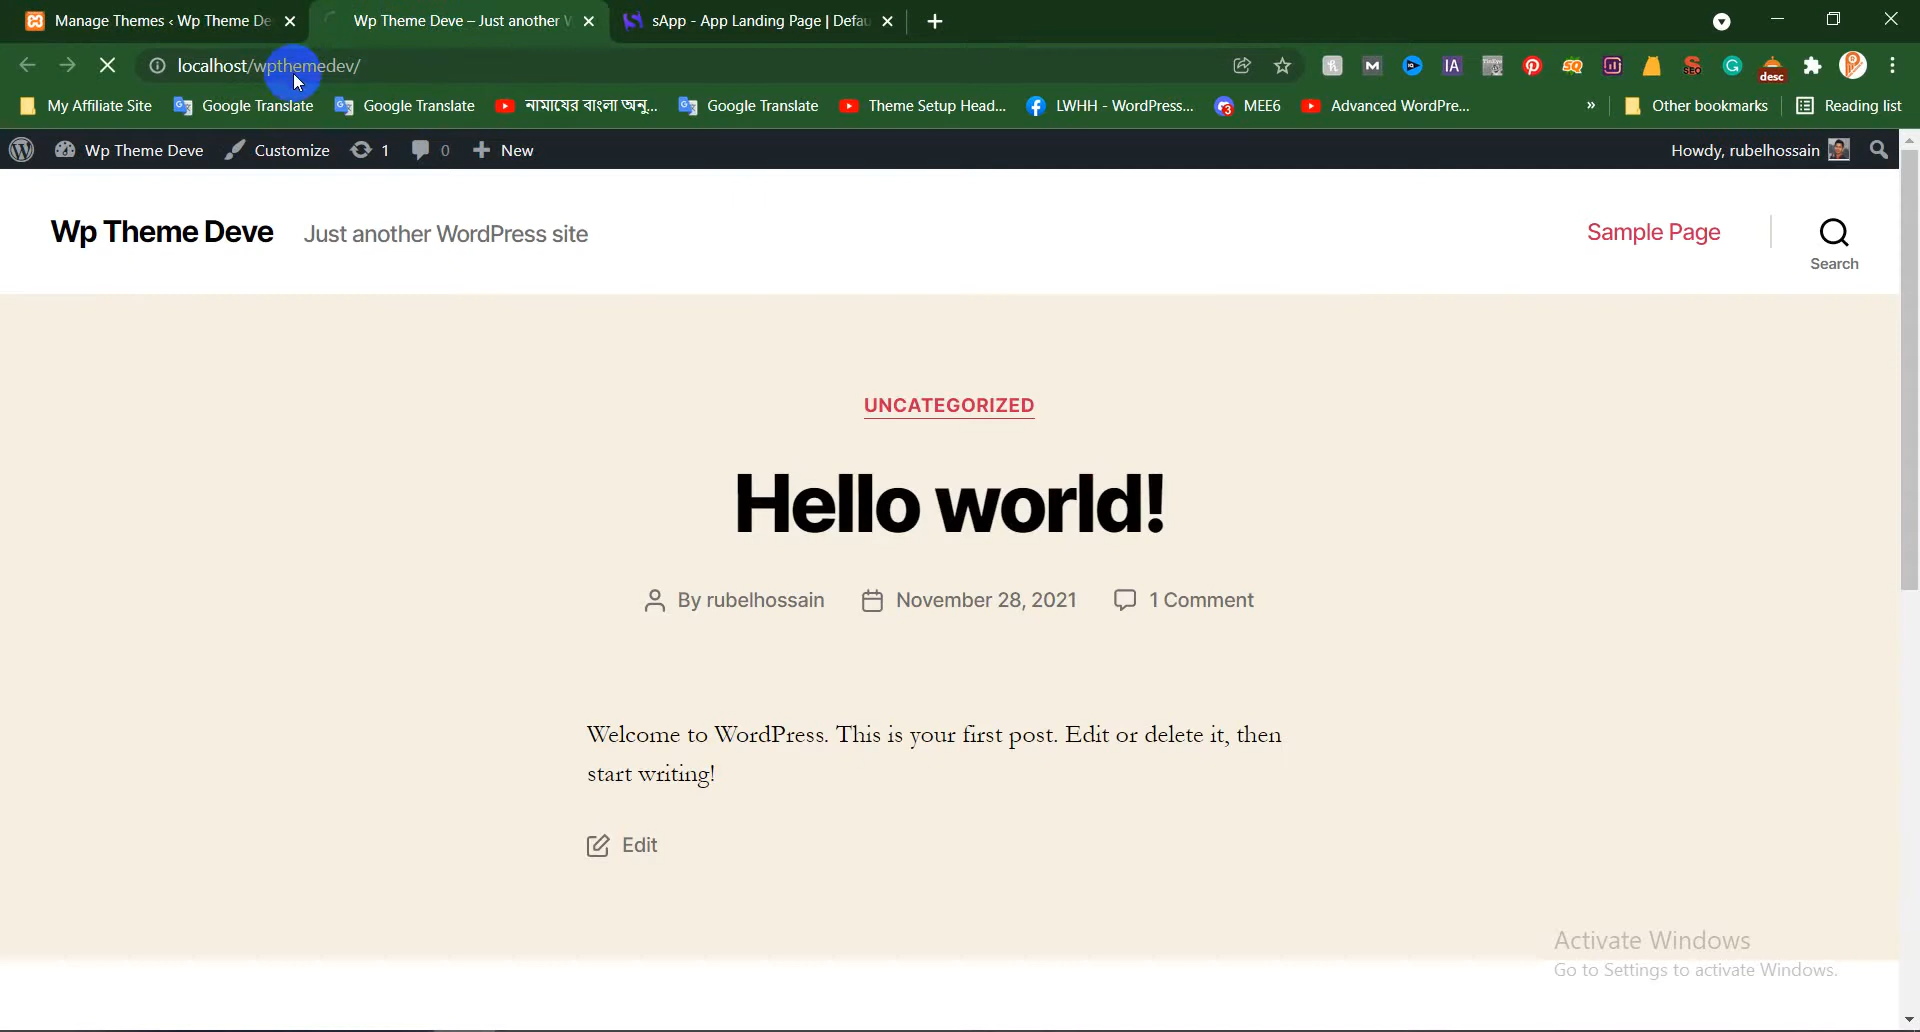 Manage Themes ‹ Wp Theme De
Wp Theme Deve – Just another W
sApp - App Landing Page | Defau
localhost/wpthemedev/
desc
My Affiliate Site
Google Translate
Google Translate
নামাযের বাংলা অনু...
Google Translate
Theme Setup Head...
LWHH - WordPress...
MEE6
Advanced WordPre...
»
Other bookmarks
Reading list
Wp Theme Deve
Customize
1
0
New
Howdy, rubelhossain
Wp Theme Deve
Just another WordPress site
Sample Page
Search
UNCATEGORIZED
Hello world!
By rubelhossain
November 28, 2021
1 Comment
Welcome to WordPress. This is your first post. Edit or delete it, then
start writing!
Edit
Activate Windows
Go to Settings to activate Windows.